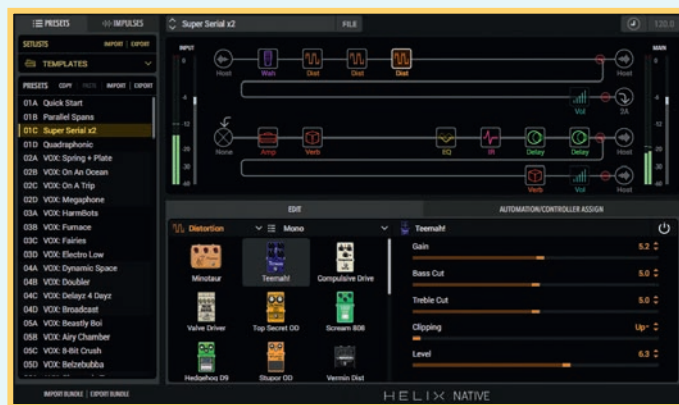 PRESETS
IMPULSES
SETLISTS
IMPORT | EXPORT
TEMPLATES
PRESETS
COPY
PASTE
IMPORT | EXPORT
01A Quick Start
01B Parallel Spans
01C Super Serial x2
01D Quadraphonic
02A VOX: Spring + Plate
02B VOX: On An Ocean
02C VOX: On A Trip
02D VOX: Megaphone
03A VOX: HarmBots
03B VOX: Furnace
03C VOX: Fairies
03D VOX: Electro Low
04A VOX: Dynamic Space
04B VOX: Doubler
04C VOX: Delayz 4 Dayz
04D VOX: Broadcast
05A VOX: Beastly Boi
05B VOX: Airy Chamber
05C VOX: 8-Bit Crush
05D VOX: Belzebubba
IMPORT BUNDLE | EXPORT BUNDLE
Super Serial x2
FILE
120.0
INPUT
MAIN
Host
Wah
Dist
Dist
Dist
Host
Vol
2A
None
Amp
Verb
EQ
IR
Delay
Delay
Host
Verb
Vol
Host
EDIT
AUTOMATION/CONTROLLER ASSIGN
Distortion
Mono
Minotaur
Teemah!
Compulsive Drive
Valve Driver
Top Secret OD
Scream 808
Hedgehog D9
Stupor OD
Vermin Dist
Teemah!
Gain
5.2
Bass Cut
5.0
Treble Cut
5.0
Clipping
Up-
Level
6.3
HELIX NATIVE